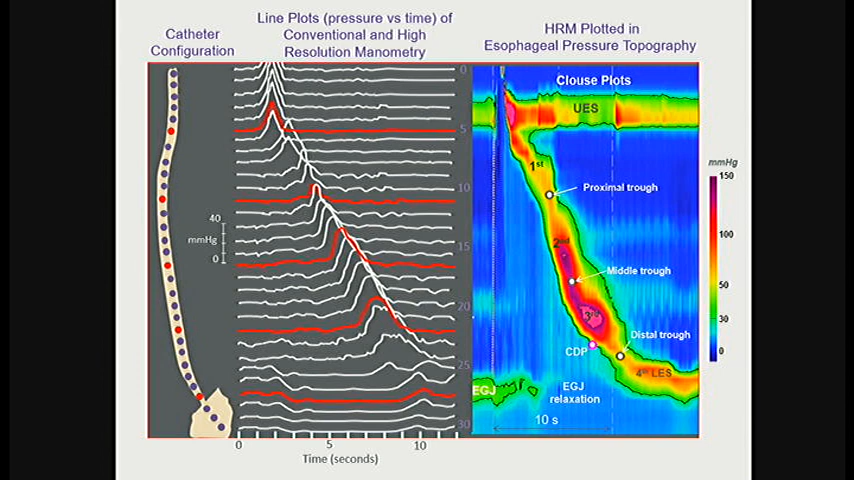 Catheter
Configuration
Line Plots (pressure vs time) of
Conventional and High
Resolution Manometry
HRM Plotted in
Esophageal Pressure Topography
Clouse Plots
UES
1st
Proximal trough
2nd
Middle trough
3rd
Distal trough
CDP
4th LES
EGJ
EGJ
relaxation
10 s
0
5
10
15
20
25
30
40
mmHg
0
0
5
10
Time (seconds)
mmHg
150
100
50
0